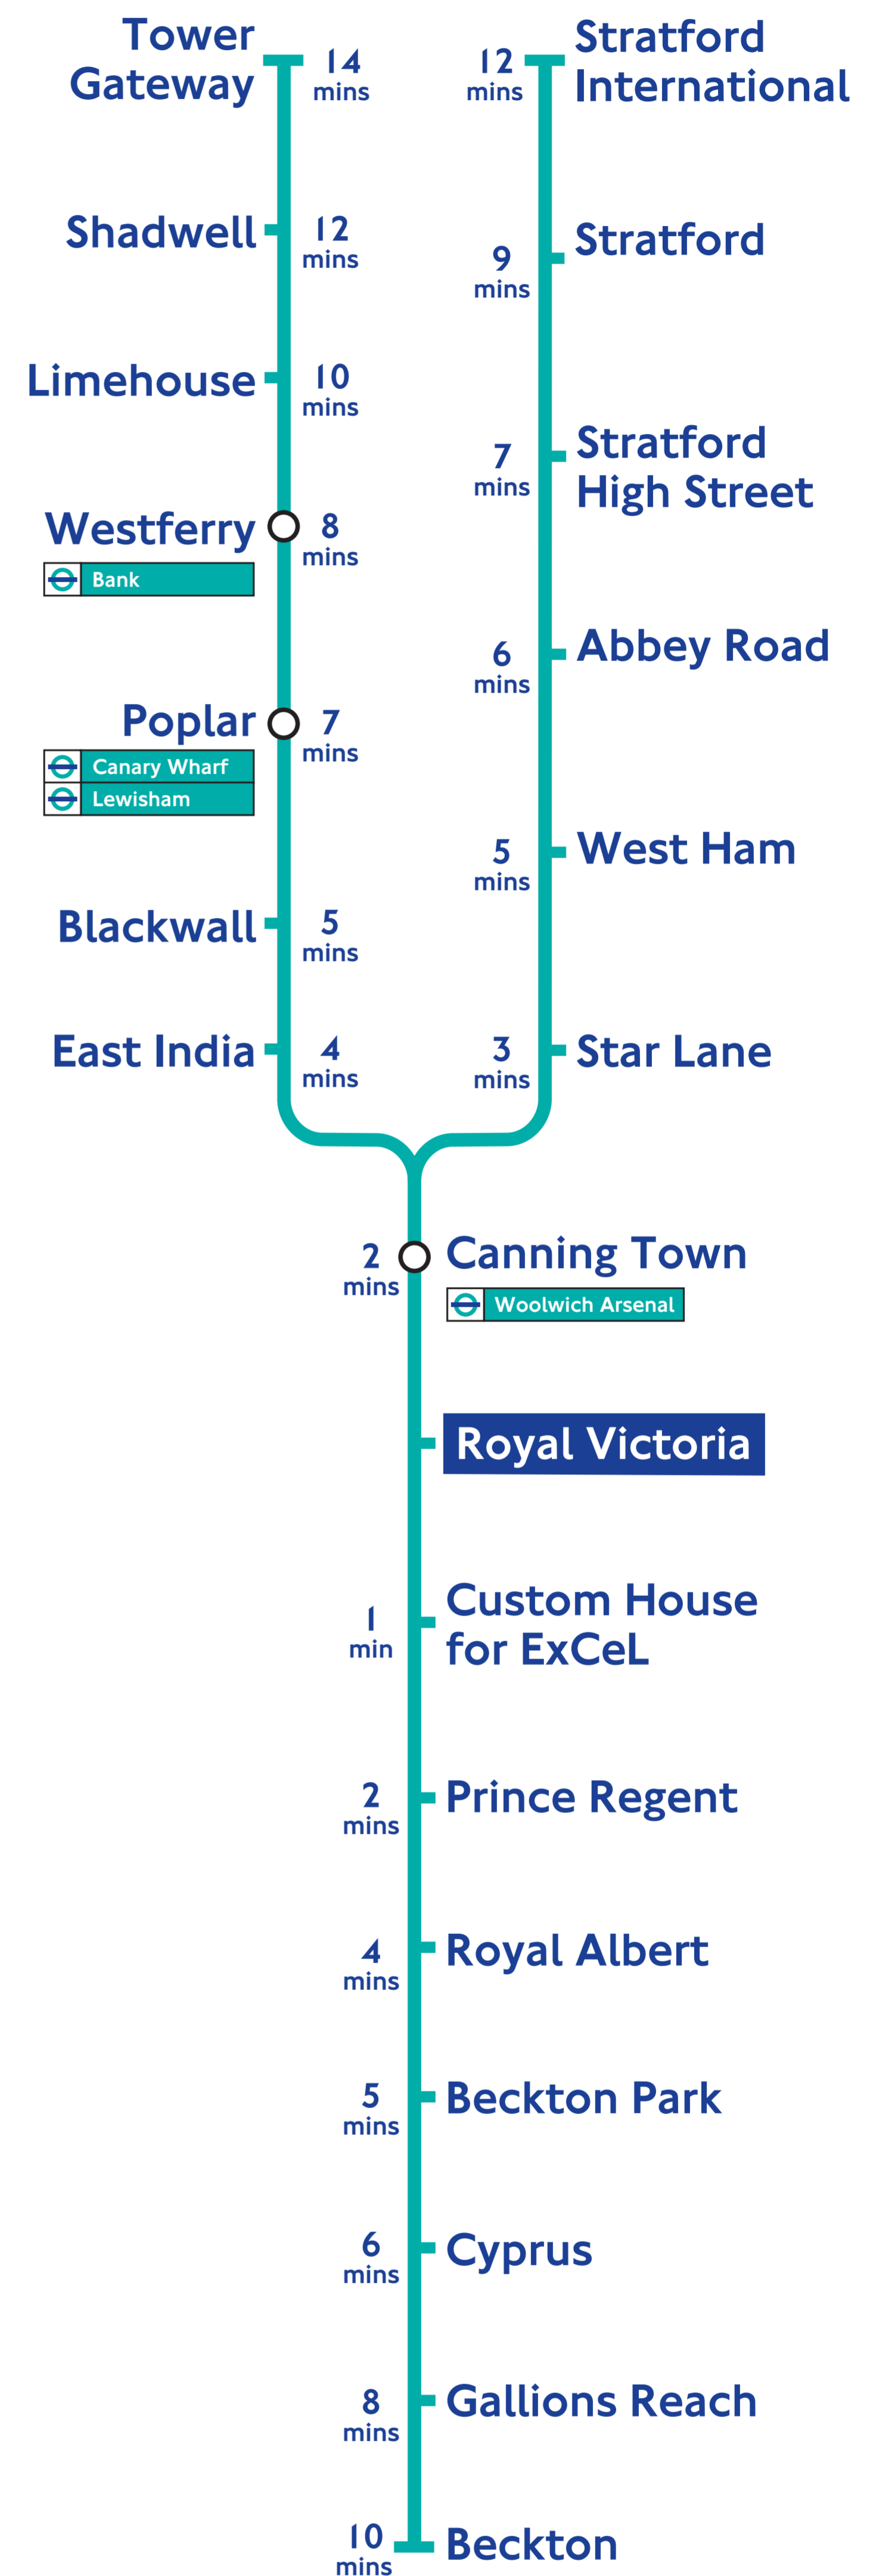 Tower
Gateway
14
mins
Shadwell
12
mins
Limehouse
10
mins
Westferry
8
mins
Bank
Poplar
7
mins
Canary Wharf
Lewisham
Blackwall
5
mins
East India
4
mins
12
mins
Stratford
International
9
mins
Stratford
7
mins
Stratford
High Street
6
mins
Abbey Road
5
mins
West Ham
3
mins
Star Lane
2
mins
Canning Town
Woolwich Arsenal
Royal Victoria
1
min
Custom House
for ExCeL
2
mins
Prince Regent
4
mins
Royal Albert
5
mins
Beckton Park
6
mins
Cyprus
8
mins
Gallions Reach
10
mins
Beckton